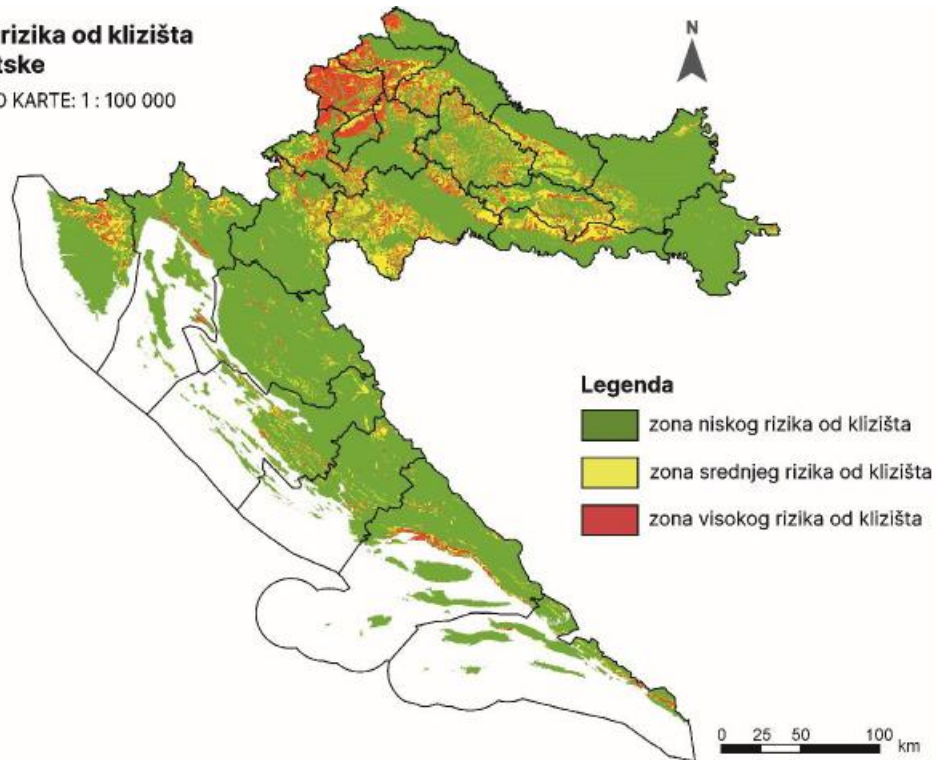 rizika od klizišta
tske
O KARTE: 1 : 100 000
N
Legenda
zona niskog rizika od klizišta
zona srednjeg rizika od klizišta
zona visokog rizika od klizišta
0 25 50 100
km